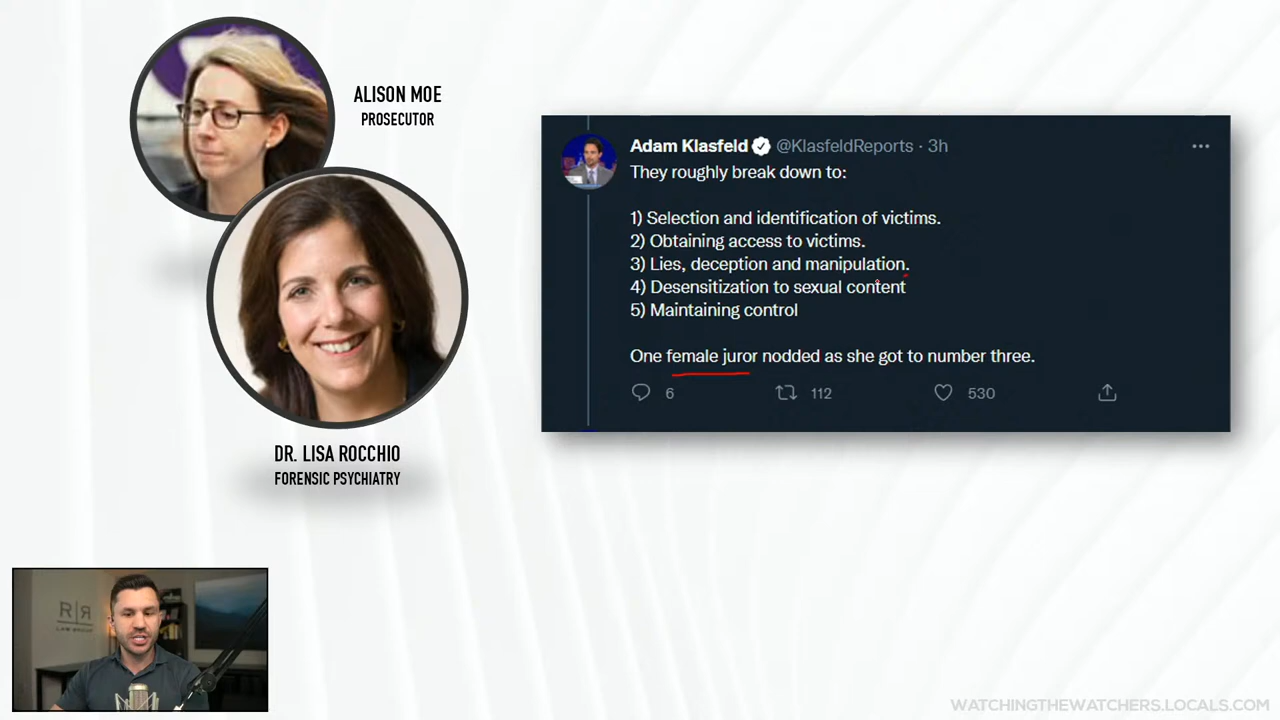 ALISON MOE
PROSECUTOR
DR. LISA ROCCHIO
FORENSIC PSYCHIATRY
Adam Klasfeld @KlasfeldReports · 3h
They roughly break down to:
1) Selection and identification of victims.
2) Obtaining access to victims.
3) Lies, deception and manipulation.
4) Desensitization to sexual content
5) Maintaining control
One female juror nodded as she got to number three.
6 112 530
R|R
LAW GROUP
WATCHINGTHEWATCHERS.LOCALS.COM